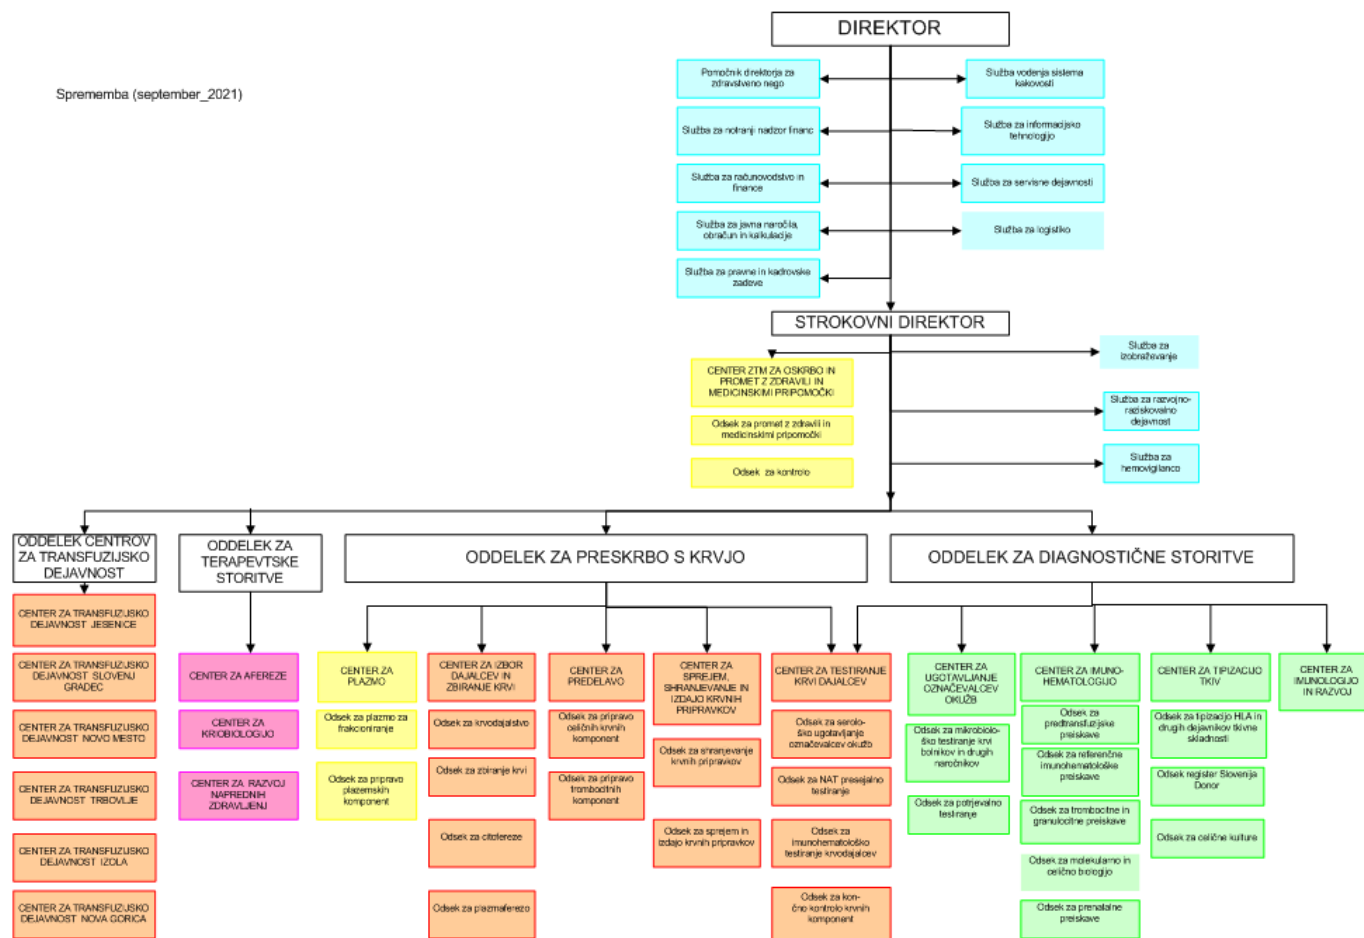 DIREKTOR
Sprememba (september_2021)
Pomočnik direktorja za
zdravstveno nego
Služba vodenja sistema
kakovosti
Služba za notranji nadzor financ
Služba za informacijsko
tehnologijo
Služba za računovodstvo in
finance
Služba za servisne dejavnosti
Služba za javna naročila,
obračun in kalkulacije
Služba za logistiko
Služba za pravne in kadrovske
zadeve
STROKOVNI DIREKTOR
Služba za
izobraževanje
CENTER ZTM ZA OSKRBO IN
PROMET Z ZDRAVILI IN
MEDICINSKIMI PRIPOMOČKI
Služba za razvojno-
raziskovalno
dejavnost
Odsek za promet z zdravili in
medicinskimi pripomočki
Služba za
hemovigilanco
Odsek za kontrolo
ODDELEK CENTROV
ZA TRANSFUZIJSKO
DEJAVNOST
ODDELEK ZA
TERAPEVTSKE
STORITVE
ODDELEK ZA PRESKRBO S KRVJO
ODDELEK ZA DIAGNOSTIČNE STORITVE
CENTER ZA TRANSFUZIJSKO
DEJAVNOST JESENICE
CENTER ZA TRANSFUZIJSKO
DEJAVNOST SLOVENJ
GRADEC
CENTER ZA TRANSFUZIJSKO
DEJAVNOST NOVO MESTO
CENTER ZA TRANSFUZIJSKO
DEJAVNOST TRBOVLJE
CENTER ZA TRANSFUZIJSKO
DEJAVNOST IZOLA
CENTER ZA TRANSFUZIJSKO
DEJAVNOST NOVA GORICA
CENTER ZA AFEREZE
CENTER ZA
KRIOBIOLOGIJO
CENTER ZA RAZVOJ
NAPREDNIH
ZDRAVLJENJ
CENTER ZA
PLAZMO
Odsek za plazmo za
frakcioniranje
Odsek za pripravo
plazemskih
komponent
CENTER ZA IZBOR
DAJALCEV IN
ZBIRANJE KRVI
Odsek za krvodajalstvo
Odsek za zbiranje krvi
Odsek za citofereze
Odsek za plazmaferezo
CENTER ZA
PREDELAVO
Odsek za pripravo
celičnih krvnih
komponent
Odsek za pripravo
trombocitnih
komponent
CENTER ZA
SPREJEM,
SHRANJEVANJE IN
IZDAJO KRVNIH
PRIPRAVKOV
Odsek za shranjevanje
krvnih pripravkov
Odsek za sprejem in
izdajo krvnih pripravkov
CENTER ZA TESTIRANJE
KRVI DAJALCEV
Odsek za serolo-
ško ugotavljanje
označevalcev okužb
Odsek za NAT presejalno
testiranje
Odsek za
imunohematološko
testiranje krvodajalcev
Odsek za kon-
čno kontrolo krvnih
komponent
CENTER ZA
UGOTAVLJANJE
OZNAČEVALCEV
OKUŽB
Odsek za mikrobiolo-
ško testiranje krvi
bolnikov in drugih
naročnikov
Odsek za potrjevalno
testiranje
CENTER ZA IMUNO-
HEMATOLOGIJO
Odsek za
predtransfuzijske
preiskave
Odsek za referenčne
imunohematološke
preiskave
Odsek za trombocitne in
granulocitne preiskave
Odsek za molekularno in
celično biologijo
Odsek za prenatalne
preiskave
CENTER ZA TIPIZACIJO
TKIV
Odsek za tipizacijo HLA in
drugih dejavnikov tkivne
skladnosti
Odsek register Slovenija
Donor
Odsek za celične kulture
CENTER ZA
IMUNOLOGIJO IN RAZVOJ